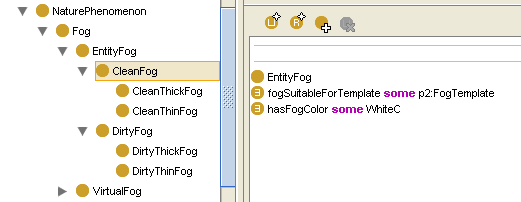 NaturePhenomenon
Fog
EntityFog
CleanFog
CleanThickFog
CleanThinFog
DirtyFog
DirtyThickFog
DirtyThinFog
VirtualFog
EntityFog
fogSuitableForTemplate some p2:FogTemplate
hasFogColor some WhiteC